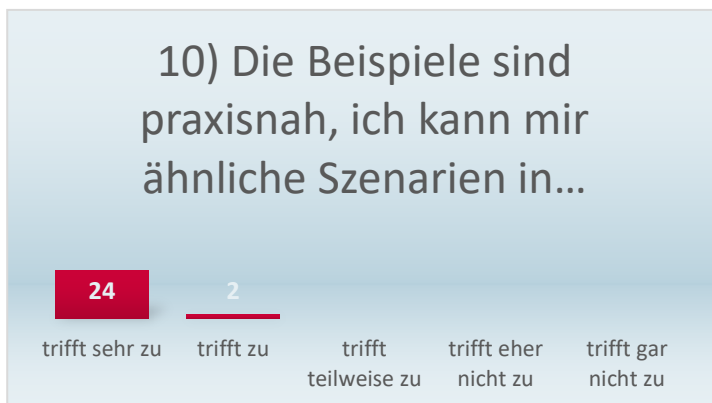 10) Die Beispiele sind
praxisnah, ich kann mir
ähnliche Szenarien in...
24
2
trifft sehr zu
trifft zu
trifft
teilweise zu
trifft eher
nicht zu
trifft gar
nicht zu